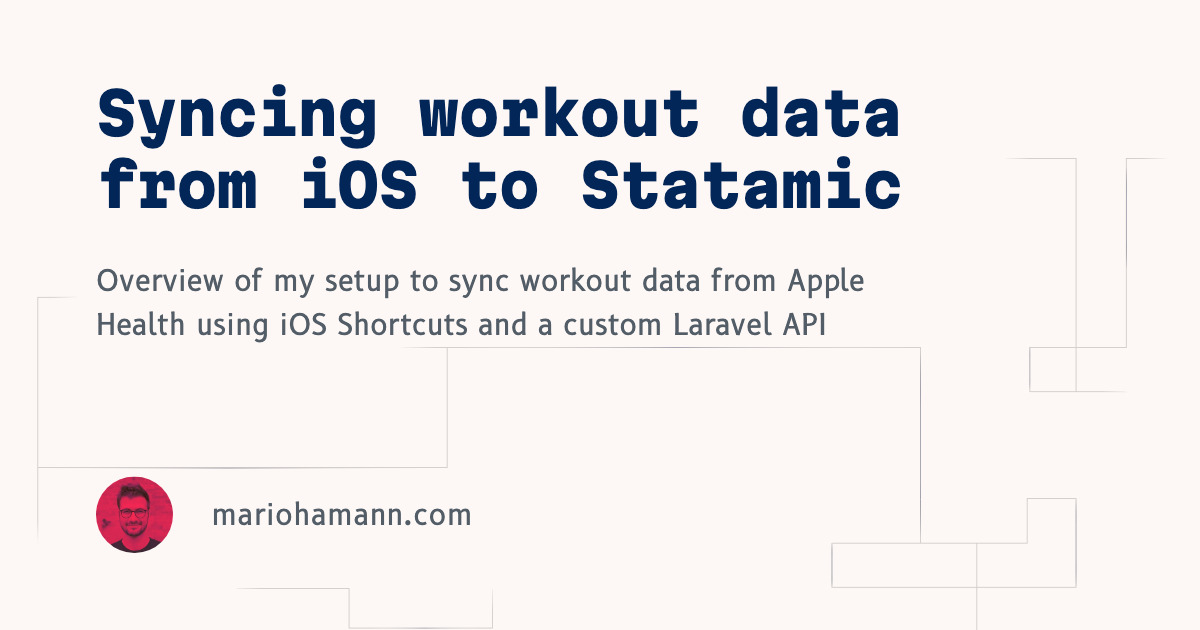 Syncing workout data
from iOS to Statamic
Overview of my setup to sync workout data from Apple
Health using iOS Shortcuts and a custom Laravel API
mariohamann.com